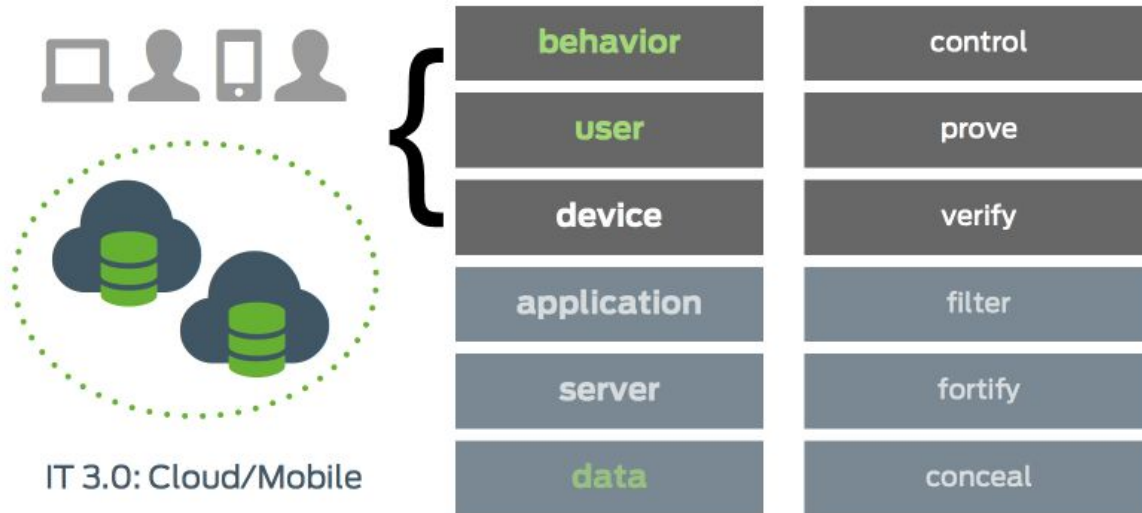 behavior control
user prove
device verify
application filter
server fortify
data conceal
IT 3.0: Cloud/Mobile